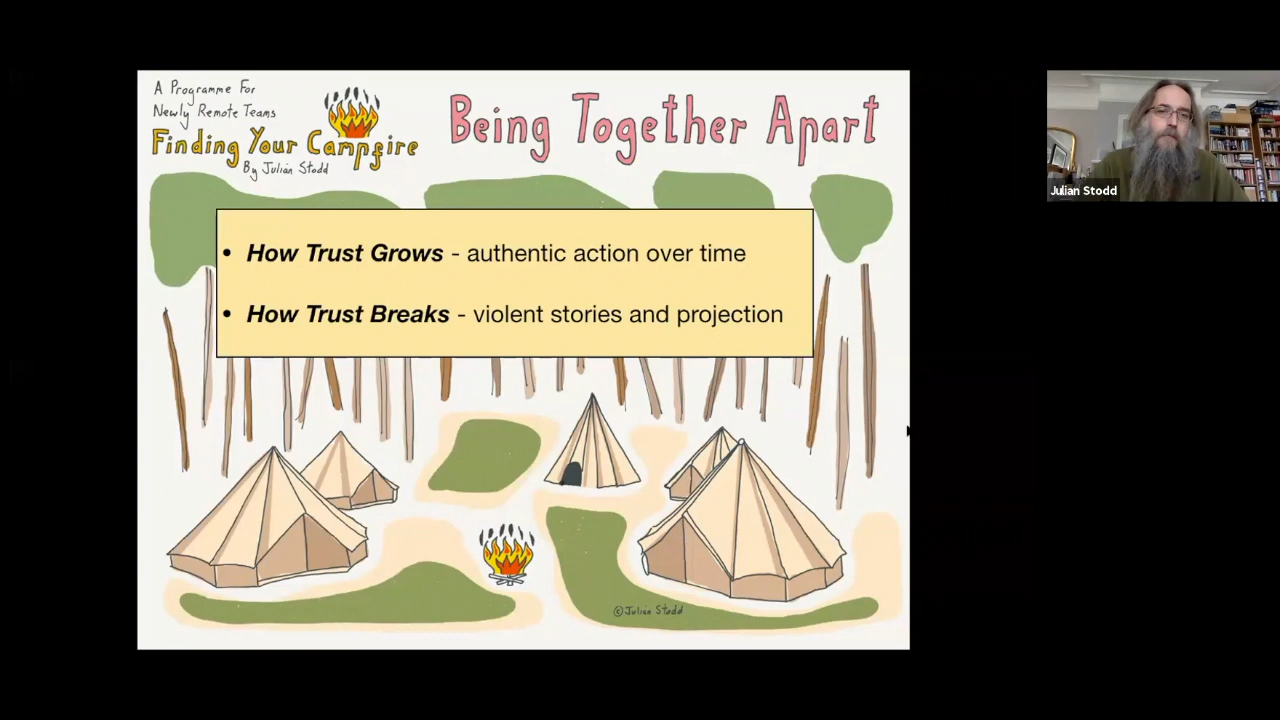 A Programme For
Newly Remote Teams
Finding Your Campfire
By Julian Stodd
Being Together Apart
• How Trust Grows - authentic action over time
• How Trust Breaks - violent stories and projection
©Julian Stodd
Julian Stodd